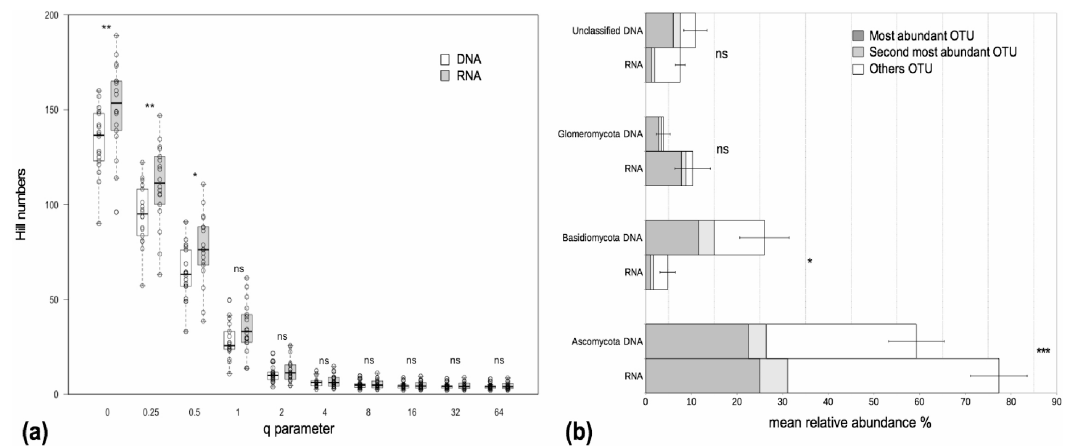 200
150
100
50
0
Hill numbers
**
**
*
ns
ns
ns
ns
ns
ns
ns
DNA
RNA
0 0.25 0.5 1 2 4 8 16 32 64
q parameter
(a)
Unclassified DNA
RNA
ns
Glomeromycota DNA
RNA
ns
Basidiomycota DNA
RNA
*
Ascomycota DNA
RNA
***
Most abundant OTU
Second most abundant OTU
Others OTU
0 10 20 30 40 50 60 70 80 90
mean relative abundance %
(b)